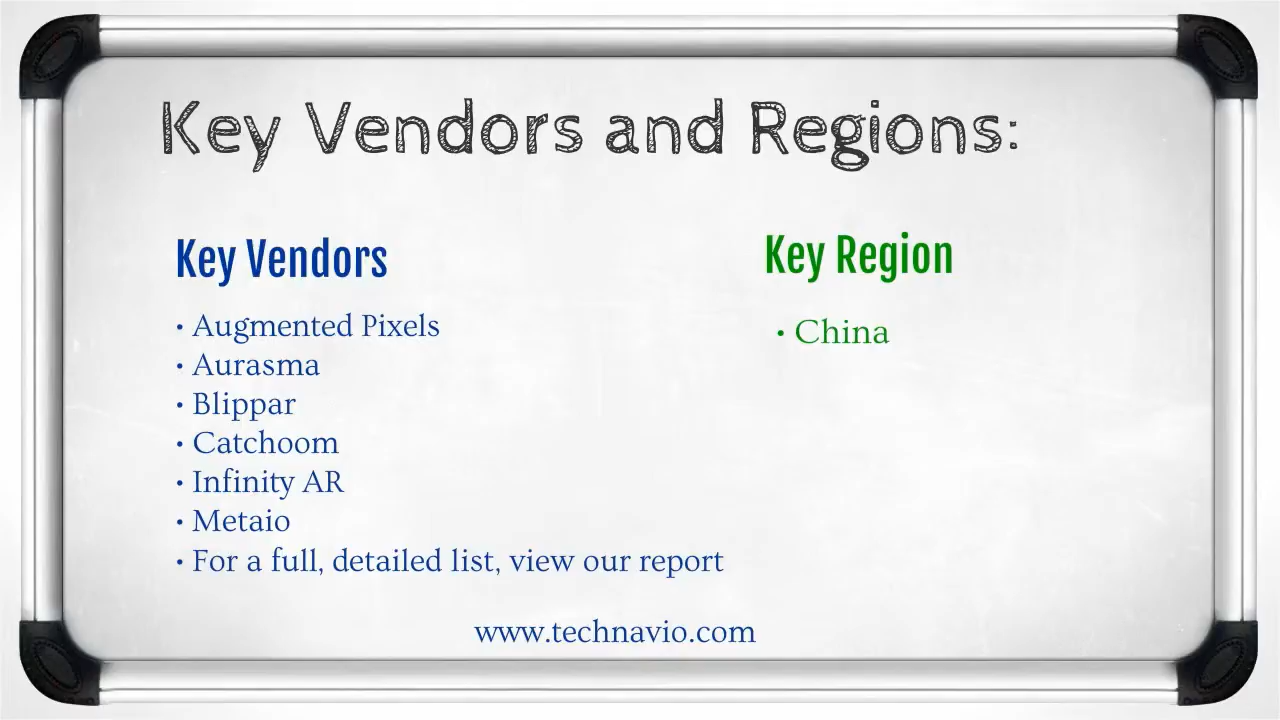 Key Vendors and Regions:
Key Vendors
• Augmented Pixels
• Aurasma
• Blippar
• Catchoom
• Infinity AR
• Metaio
• For a full, detailed list, view our report
Key Region
• China
www.technavio.com